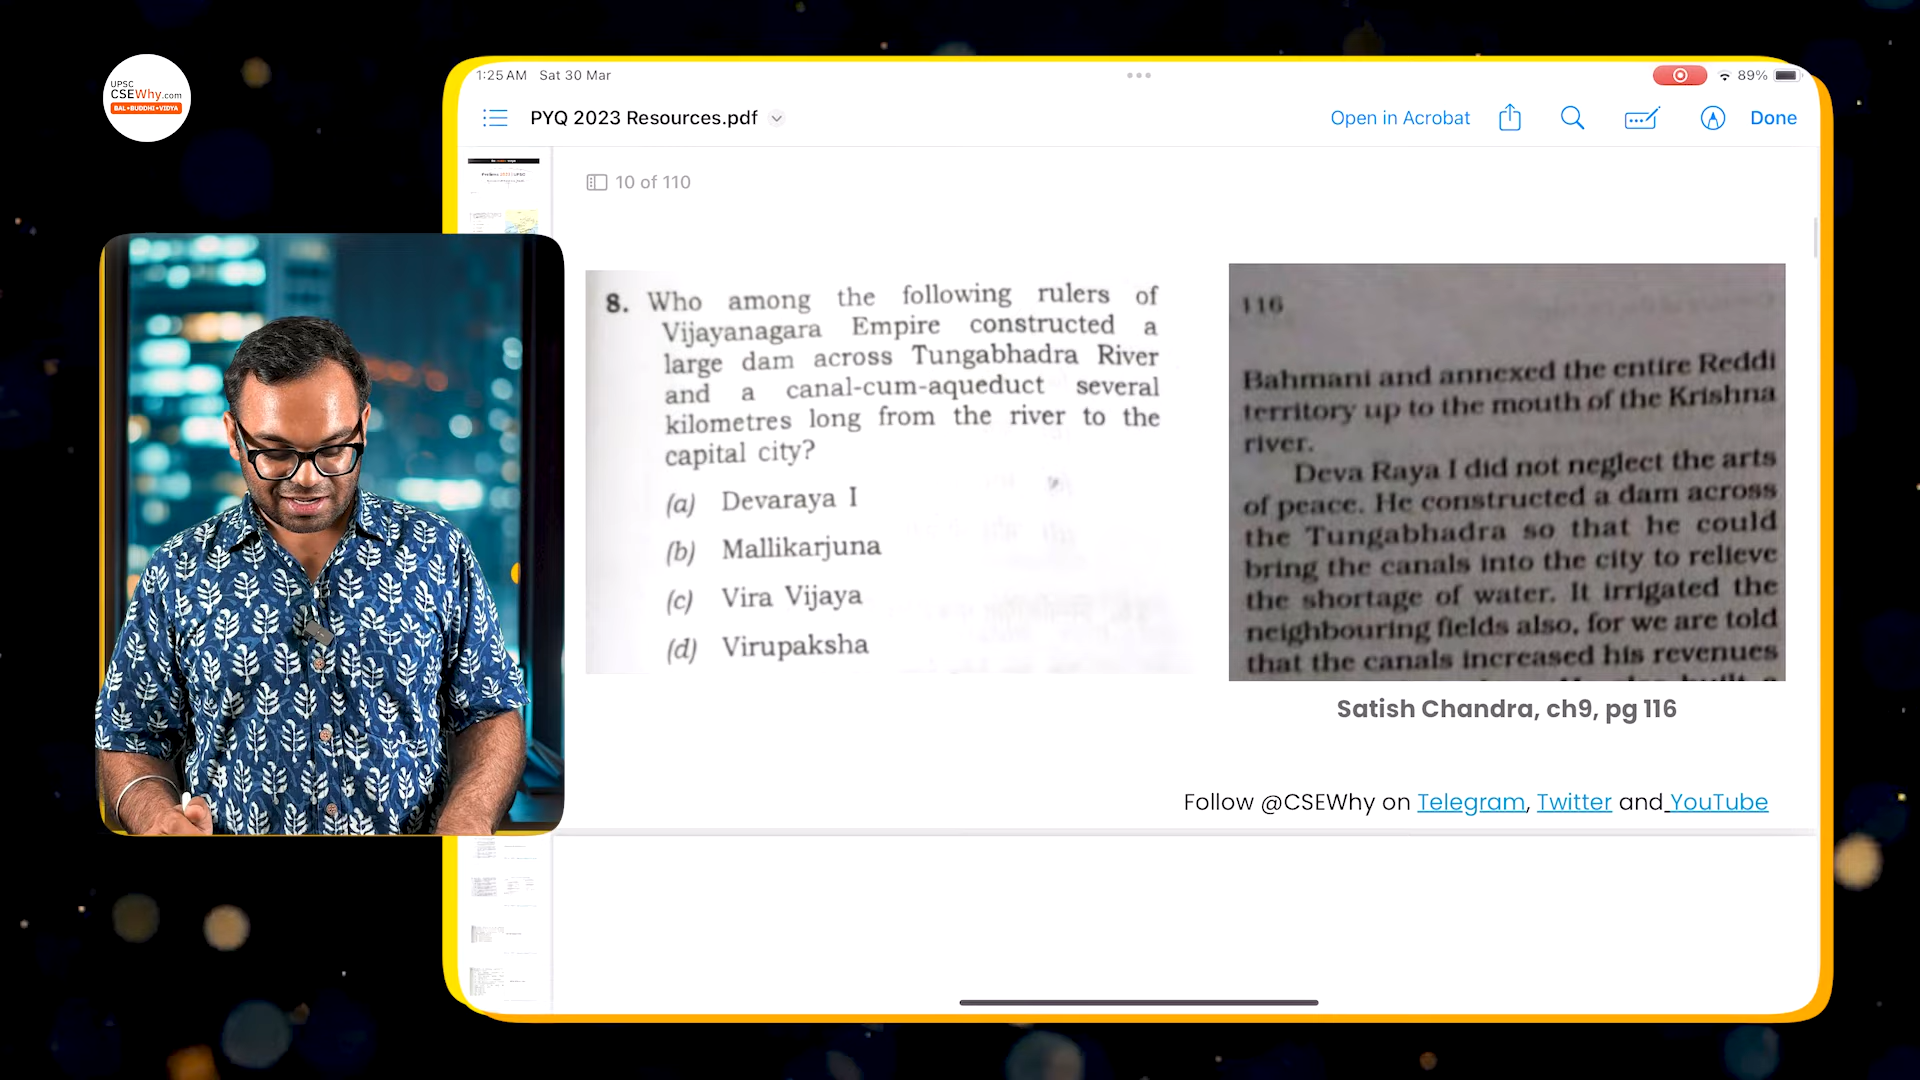 UPSC
CSEWhy.com
BAL • BUDDHI • VIDYA
1:25 AM Sat 30 Mar
89%
PYQ 2023 Resources.pdf
Open in Acrobat
Done
10 of 110
8. Who among the following rulers of
Vijayanagara Empire constructed a
large dam across Tungabhadra River
and a canal-cum-aqueduct several
kilometres long from the river to the
capital city?
(a) Devaraya I
(b) Mallikarjuna
(c) Vira Vijaya
(d) Virupaksha
116
Bahmani and annexed the entire Reddi
territory up to the mouth of the Krishna
river.
Deva Raya I did not neglect the arts
of peace. He constructed a dam across
the Tungabhadra so that he could
bring the canals into the city to relieve
the shortage of water. It irrigated the
neighbouring fields also, for we are told
that the canals increased his revenues
Satish Chandra, ch9, pg 116
Follow @CSEWhy on Telegram, Twitter and YouTube